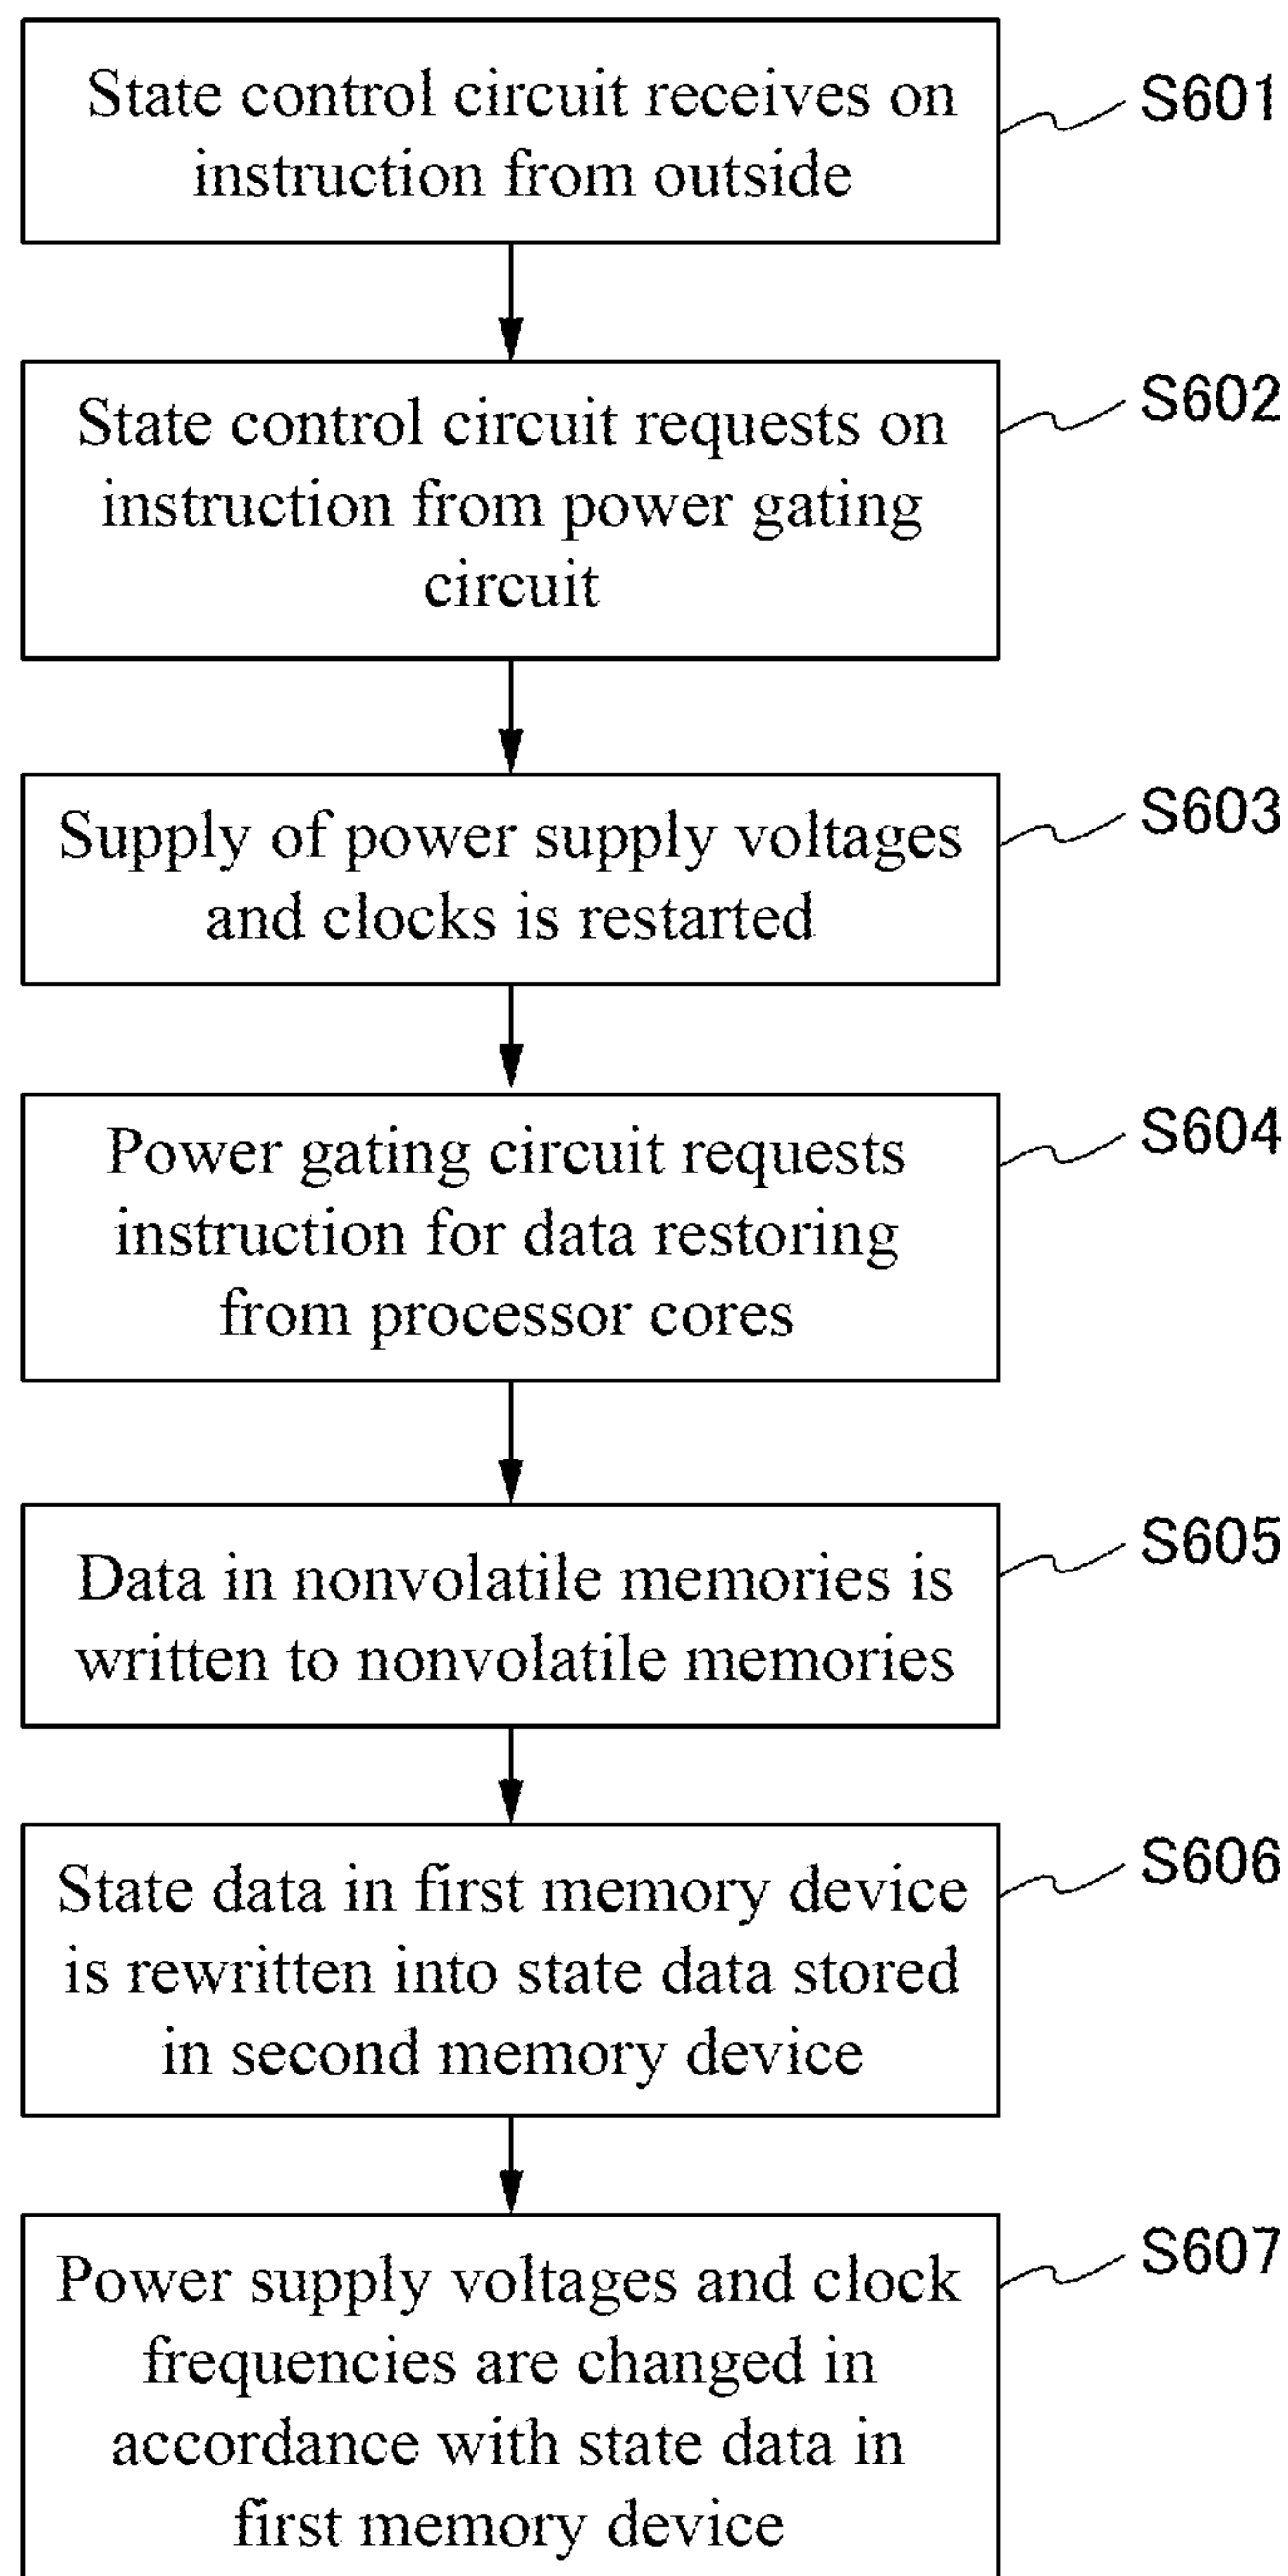 State control circuit receives on
instruction from outside
S601
State control circuit requests on
instruction from power gating
circuit
S602
Supply of power supply voltages
and clocks is restarted
S603
Power gating circuit requests
instruction for data restoring
from processor cores
S604
Data in nonvolatile memories is
written to nonvolatile memories
S605
State data in first memory device
is rewritten into state data stored
in second memory device
S606
Power supply voltages and clock
frequencies are changed in
accordance with state data in
first memory device
S607